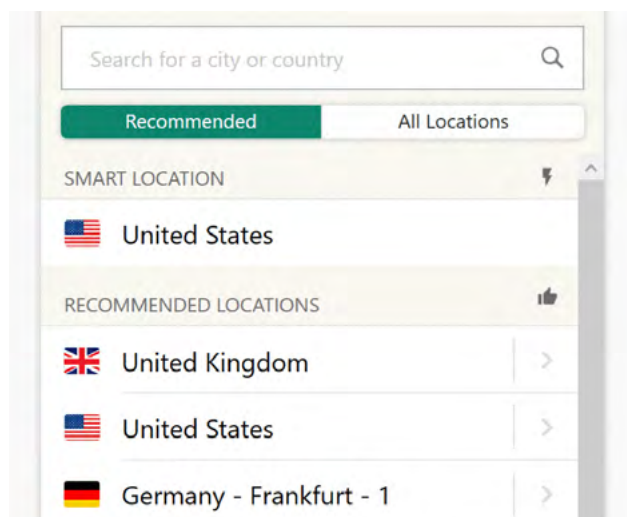 Search for a city or country
Recommended All Locations
SMART LOCATION
United States
RECOMMENDED LOCATIONS
United Kingdom
United States
Germany - Frankfurt - 1